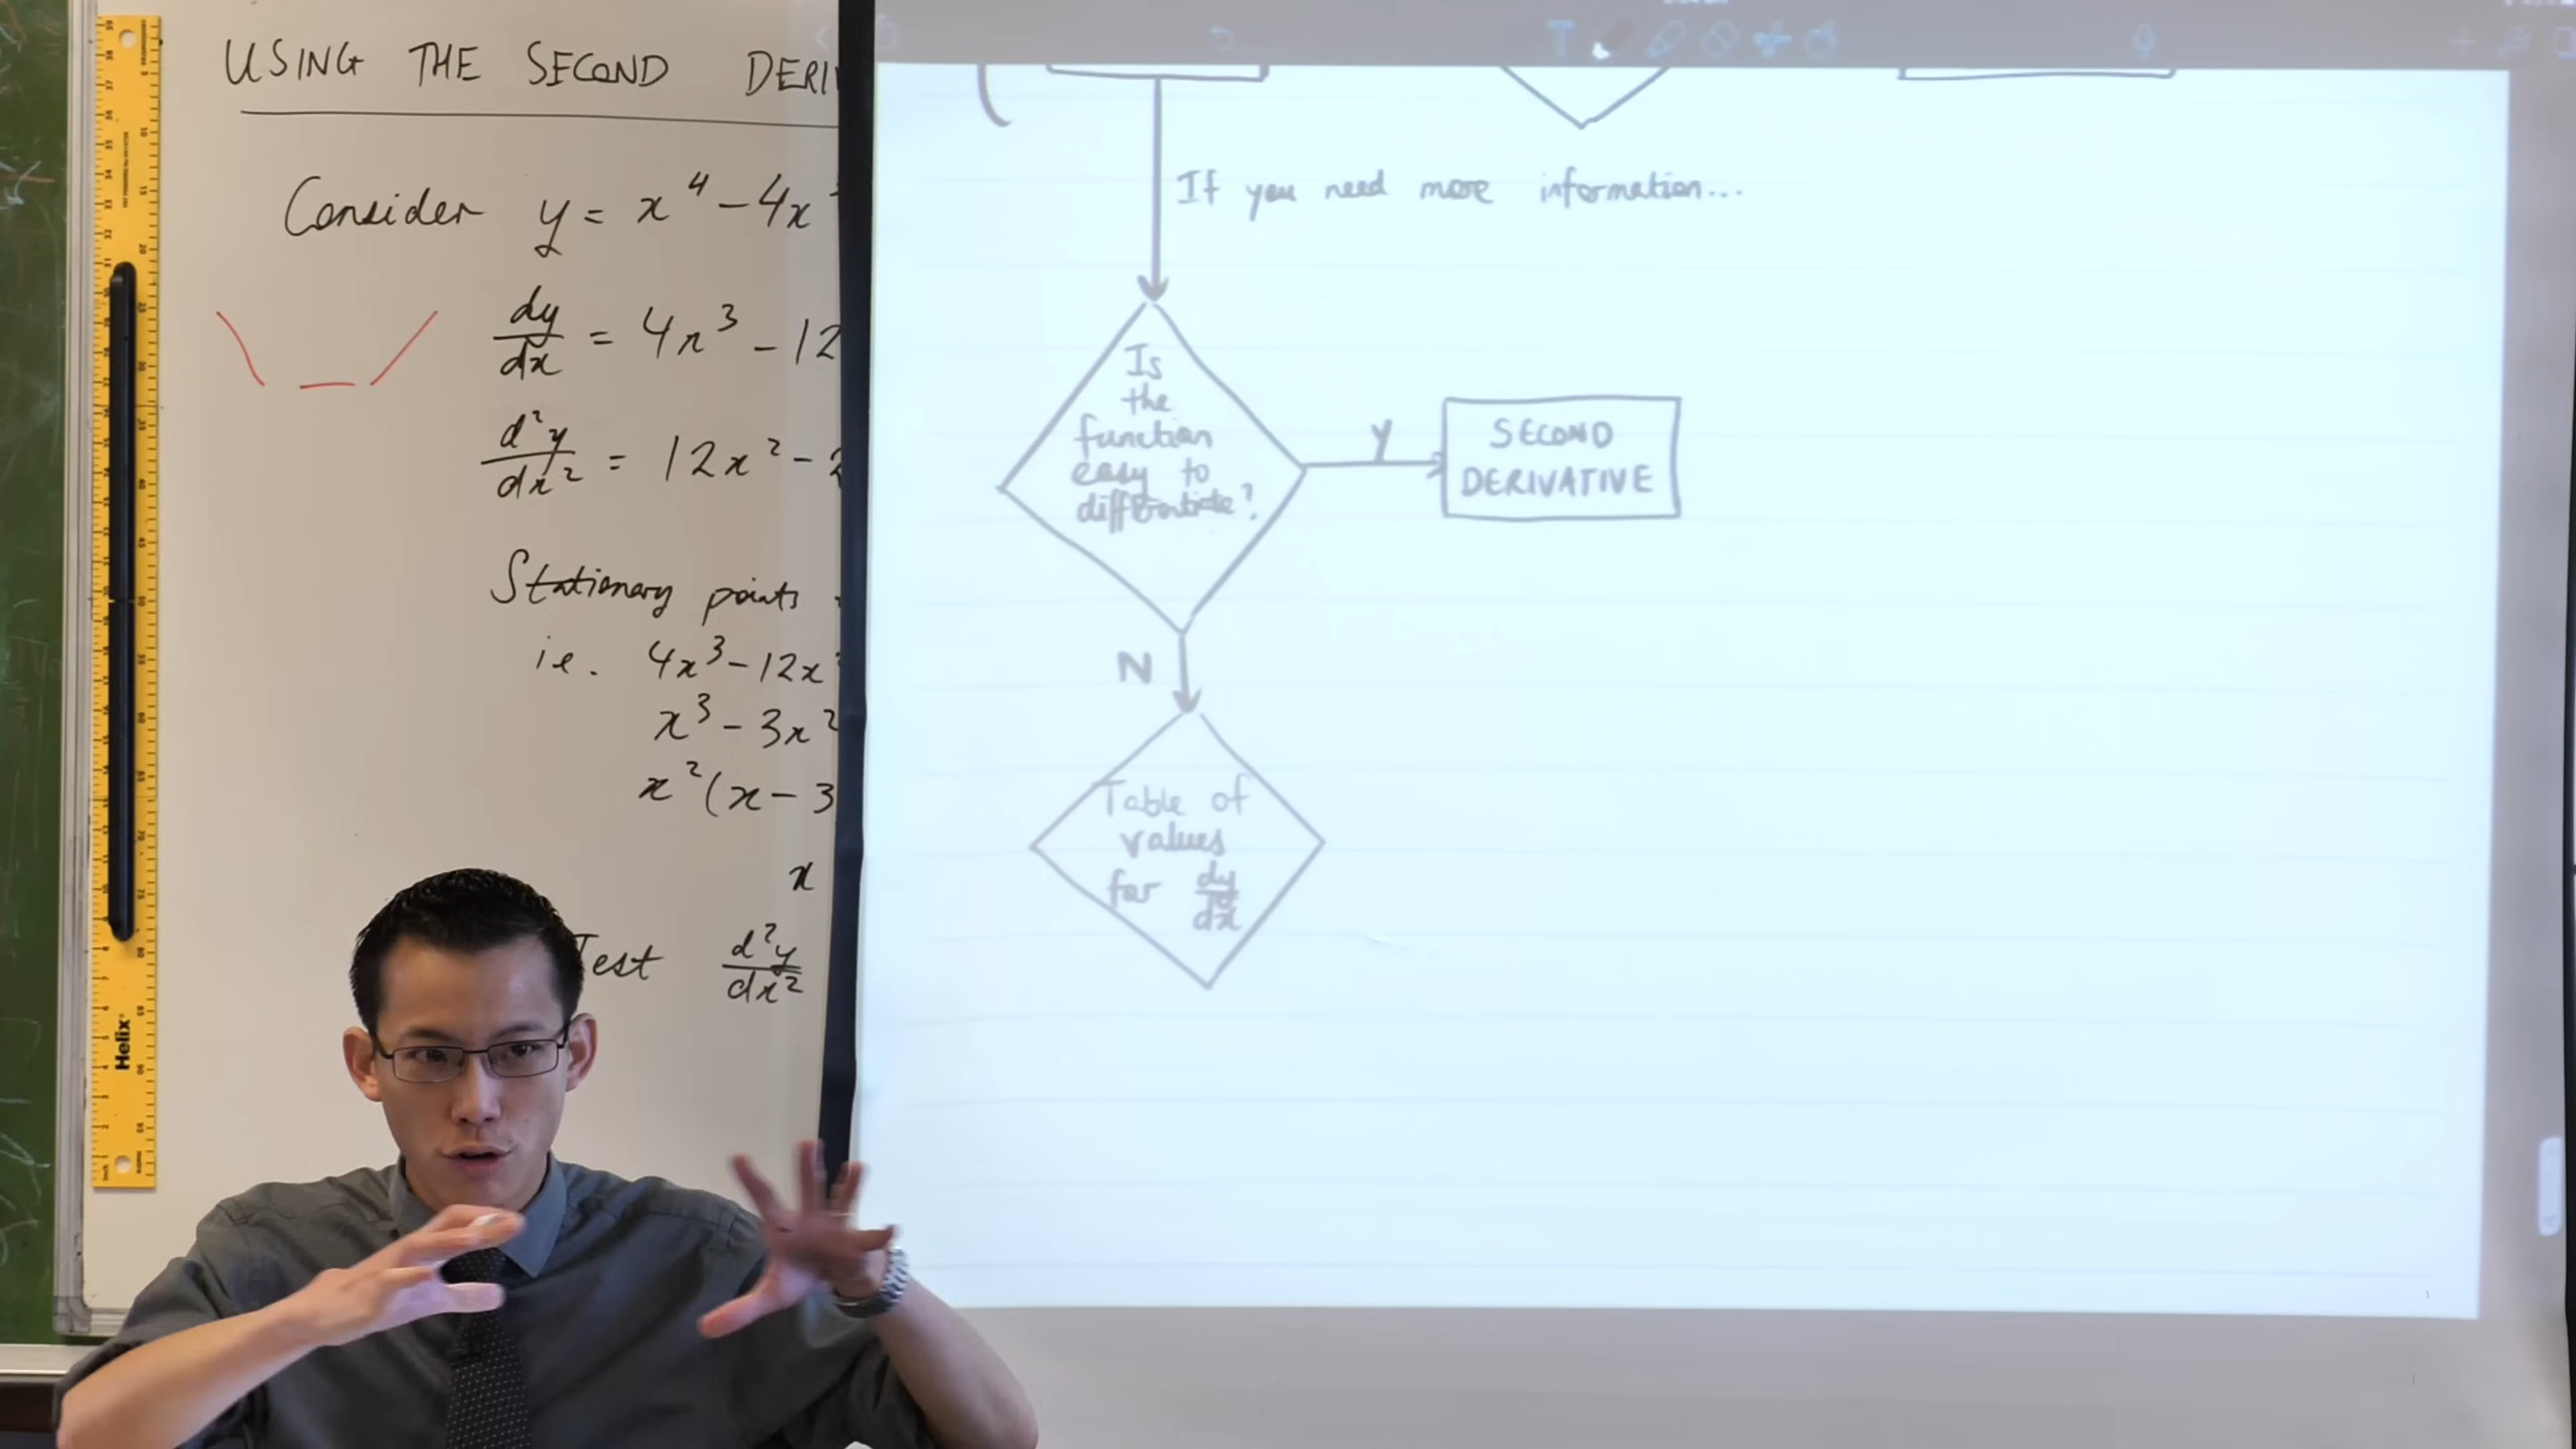 USING THE SECOND DERI
Consider y = x⁴ - 4x
dy/dx = 4x³ - 12
d²y/dx² = 12x² - 2
Stationary points
i.e. 4x³ - 12x
x³ - 3x²
x²(x - 3
x
Test d²y/dx²
Helix
If you need more information...
Is
the
function
easy to
differentiate?
Y
SECOND
DERIVATIVE
N
Table of
values
for dy/dx